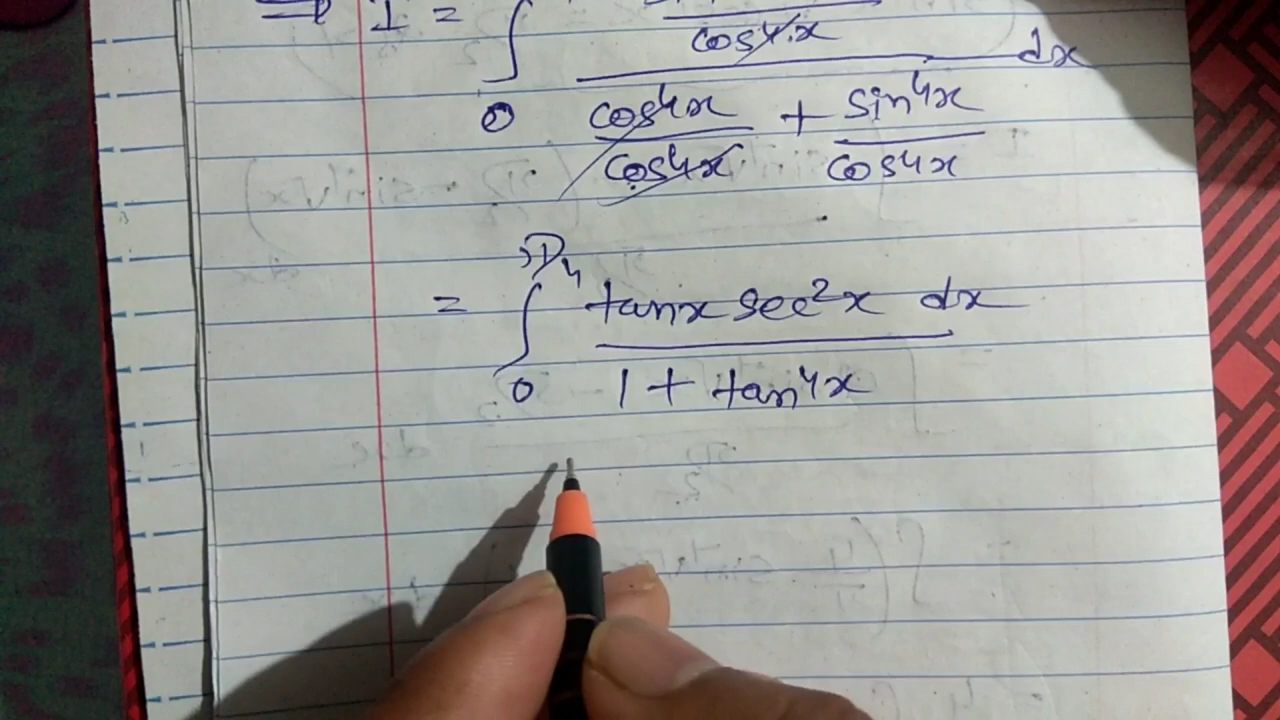 ⇒ I = ∫
cos⁴x dx
0 cos⁴x/cos⁴x + sin⁴x/cos⁴x
= ∫₀^(π/4) tanx sec²x dx
1 + tan⁴x